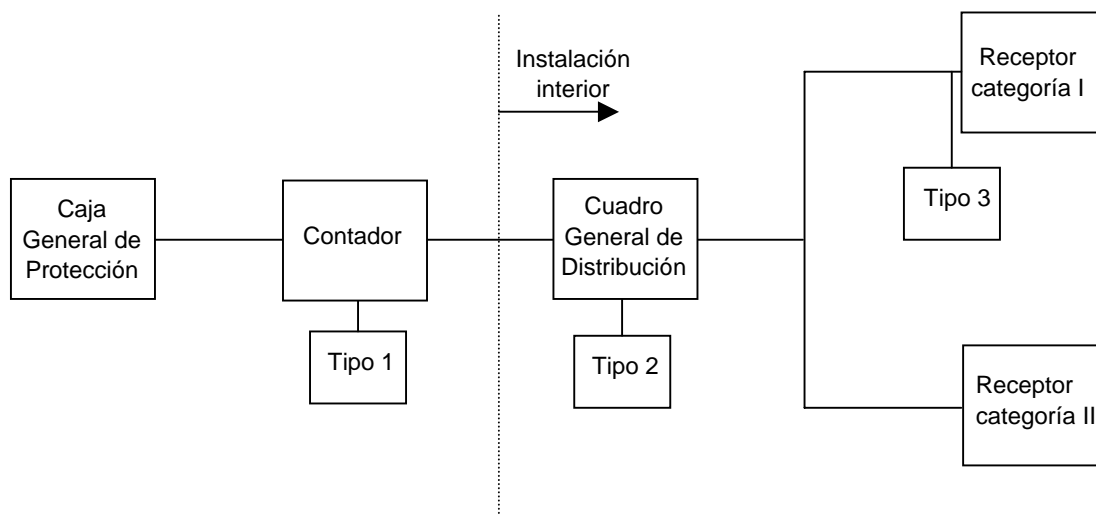 Instalación
interior
Receptor
categoría I
Caja
General de
Protección
Contador
Cuadro
General de
Distribución
Tipo 3
Tipo 1
Tipo 2
Receptor
categoría II